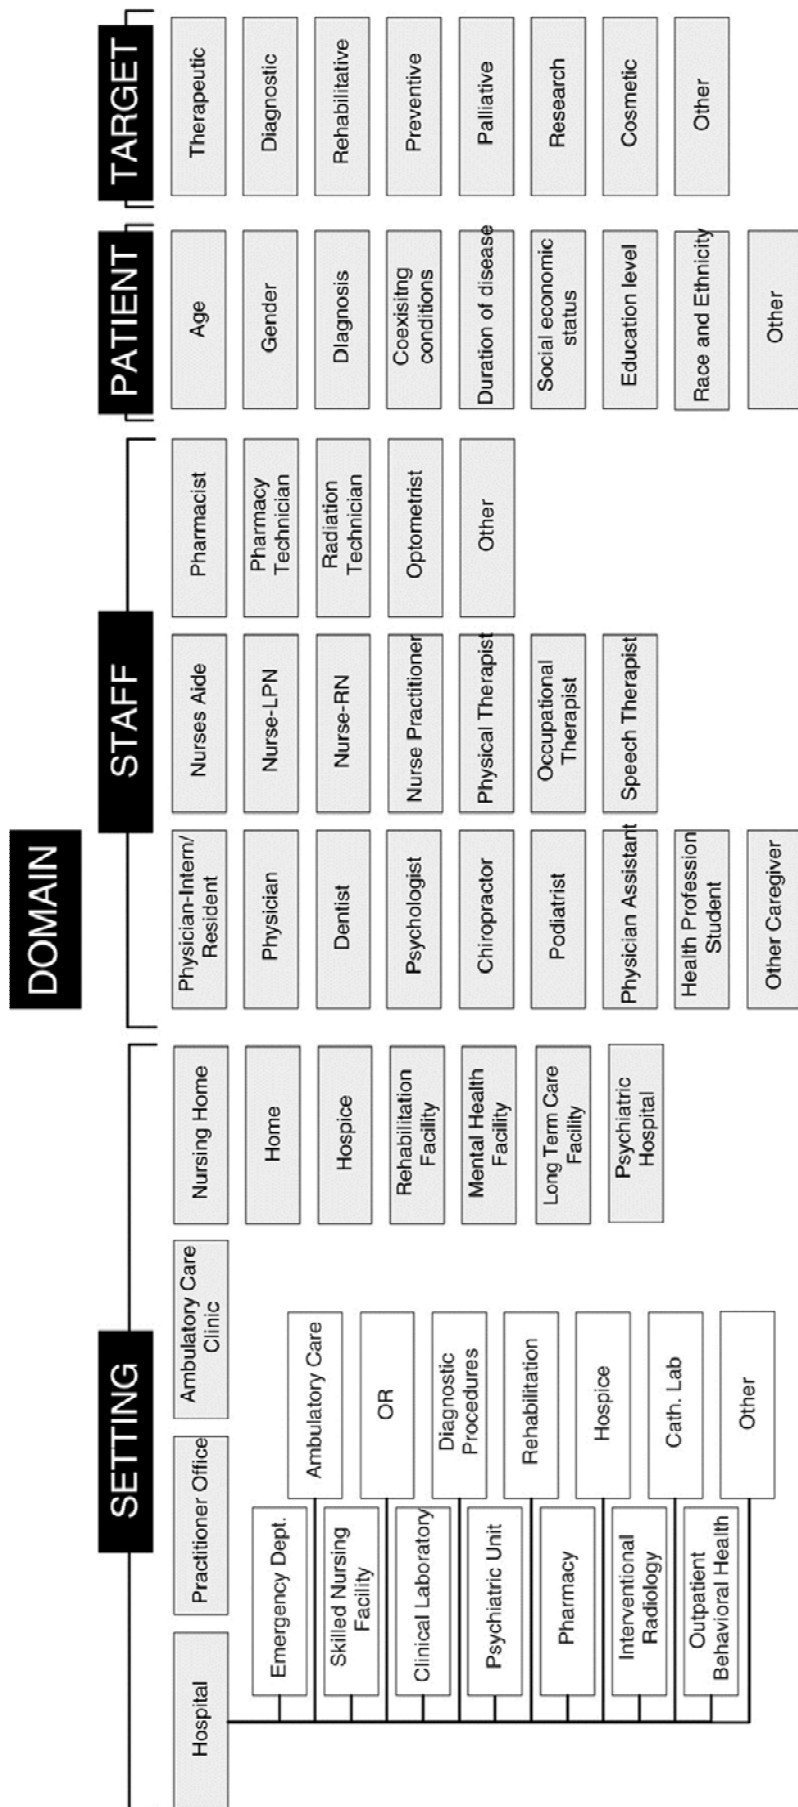 DOMAIN
SETTING
Hospital
Emergency Dept.
Ambulatory Care
Skilled Nursing
Facility
OR
Clinical Laboratory
Diagnostic
Procedures
Psychiatric Unit
Rehabilitation
Pharmacy
Hospice
Interventional
Radiology
Cath. Lab
Outpatient
Behavioral Health
Other
Practitioner Office
Ambulatory Care
Clinic
Nursing Home
Home
Hospice
Rehabilitation
Facility
Mental Health
Facility
Long Term Care
Facility
Psychiatric
Hospital
STAFF
Physician-Intern/
Resident
Physician
Dentist
Psychologist
Chiropractor
Podiatrist
Physician Assistant
Health Profession
Student
Other Caregiver
Nurses Aide
Nurse-LPN
Nurse-RN
Nurse Practitioner
Physical Therapist
Occupational
Therapist
Speech Therapist
Pharmacist
Pharmacy
Technician
Radiation
Technician
Optometrist
Other
PATIENT
Age
Gender
DIagnosis
Coexisitng
conditions
Duration of disease
Social economic
status
Education level
Race and Ethnicity
Other
TARGET
Therapeutic
Diagnostic
Rehabilitative
Preventive
Palliative
Research
Cosmetic
Other